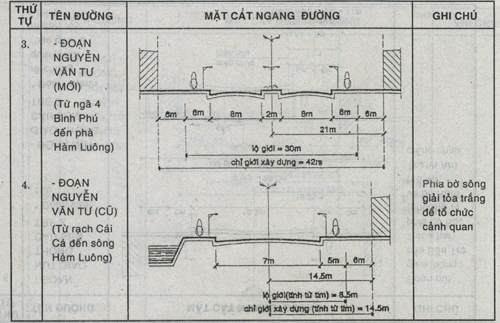 THỨ TỰ
TÊN ĐƯỜNG
MẶT CẮT NGANG ĐƯỜNG
GHI CHÚ
3.
- ĐOẠN
NGUYỄN
VĂN TƯ
(MỚI)
(Từ ngã 4
Bình Phú
đến phà
Hàm Luông)
6m 6m 8m 2m 8m 6m 6m
21m
lộ giới = 30m
chỉ giới xây dựng = 42m
4.
- ĐOẠN
NGUYỄN
VĂN TƯ (CŨ)
(Từ rạch Cái
Cá đến sông
Hàm Luông)
7m 5m 6m
14.5m
lộ giới(tính từ tim) = 8.5m
chỉ giới xây dựng (tính từ tim) = 14.5m
Phía bờ sông
giải tỏa trắng
để tổ chức
cảnh quan